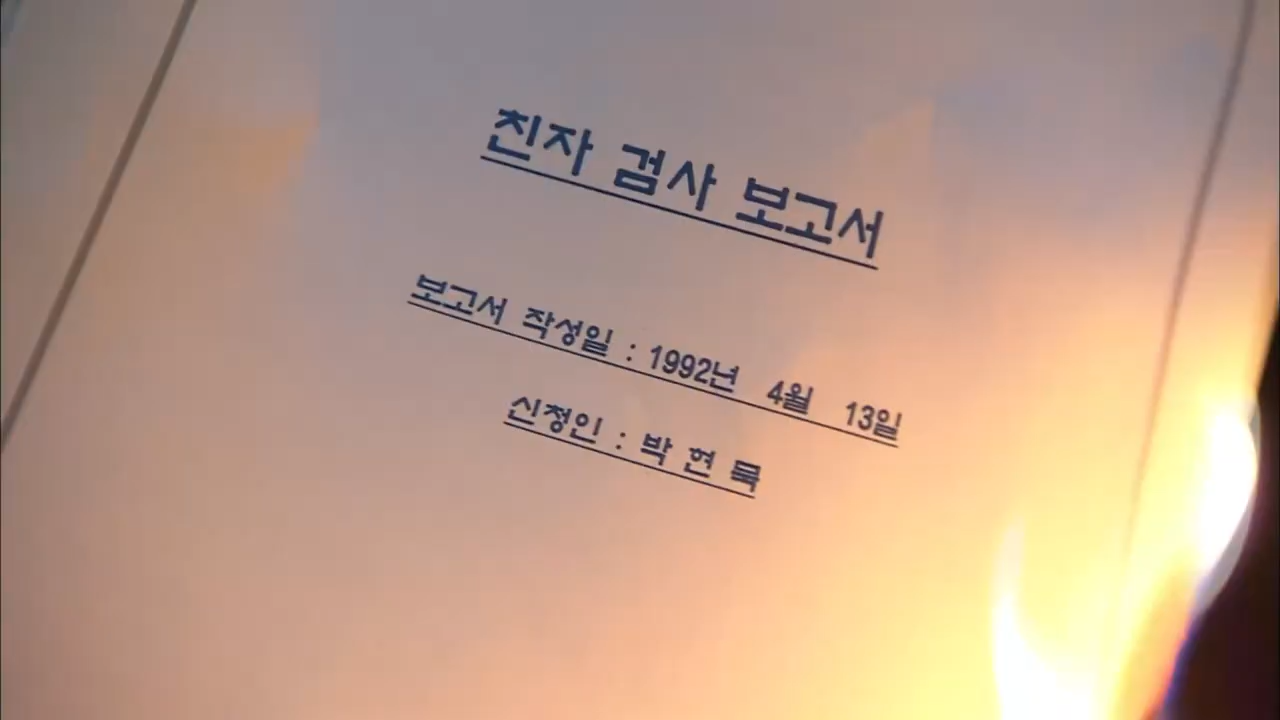 친자 검사 보고서
보고서 작성일 : 1992년 4월 13일
신청인 : 박 현 묵